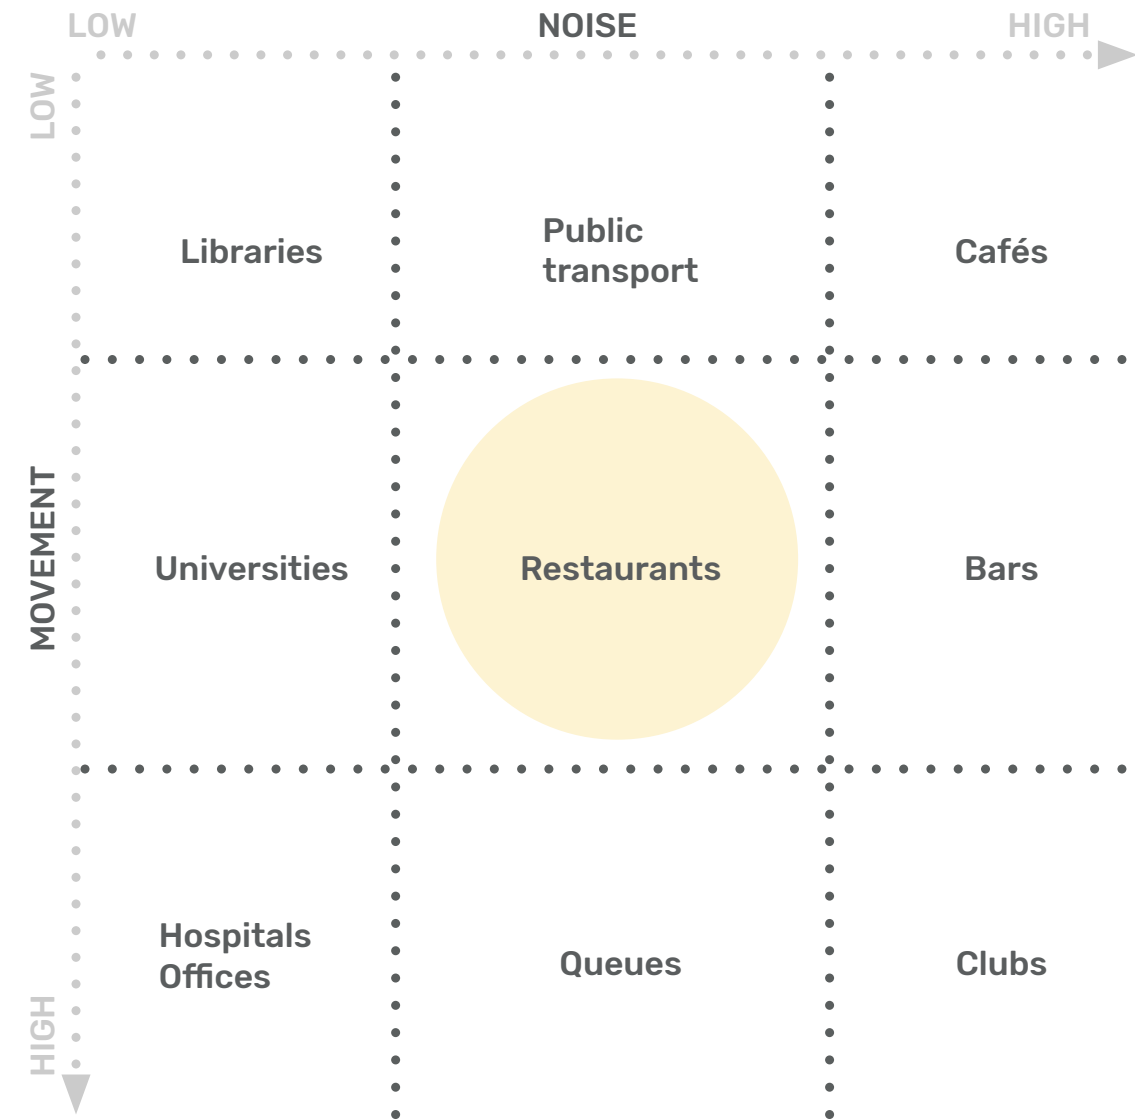 LOW NOISE HIGH
LOW
Libraries
Public
transport
Cafés
MOVEMENT
Universities
Restaurants
Bars
Hospitals
Offices
Queues
Clubs
HIGH